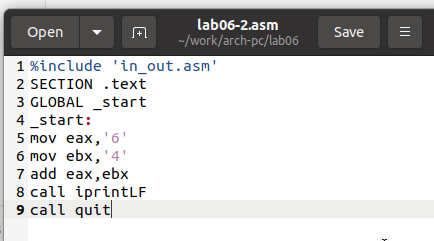 Open
lab06-2.asm
~/work/arch-pc/lab06
Save
1 %include 'in_out.asm'
2 SECTION .text
3 GLOBAL _start
4 _start:
5 mov eax,'6'
6 mov ebx,'4'
7 add eax,ebx
8 call iprintLF
9 call quit